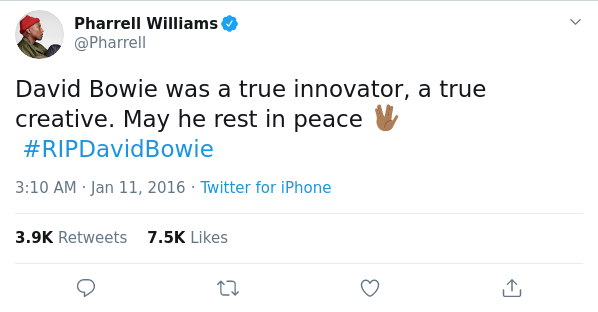 Pharrell Williams
@Pharrell
David Bowie was a true innovator, a true
creative. May he rest in peace 🖖🏾
#RIPDavidBowie
3:10 AM · Jan 11, 2016 · Twitter for iPhone
3.9K Retweets 7.5K Likes